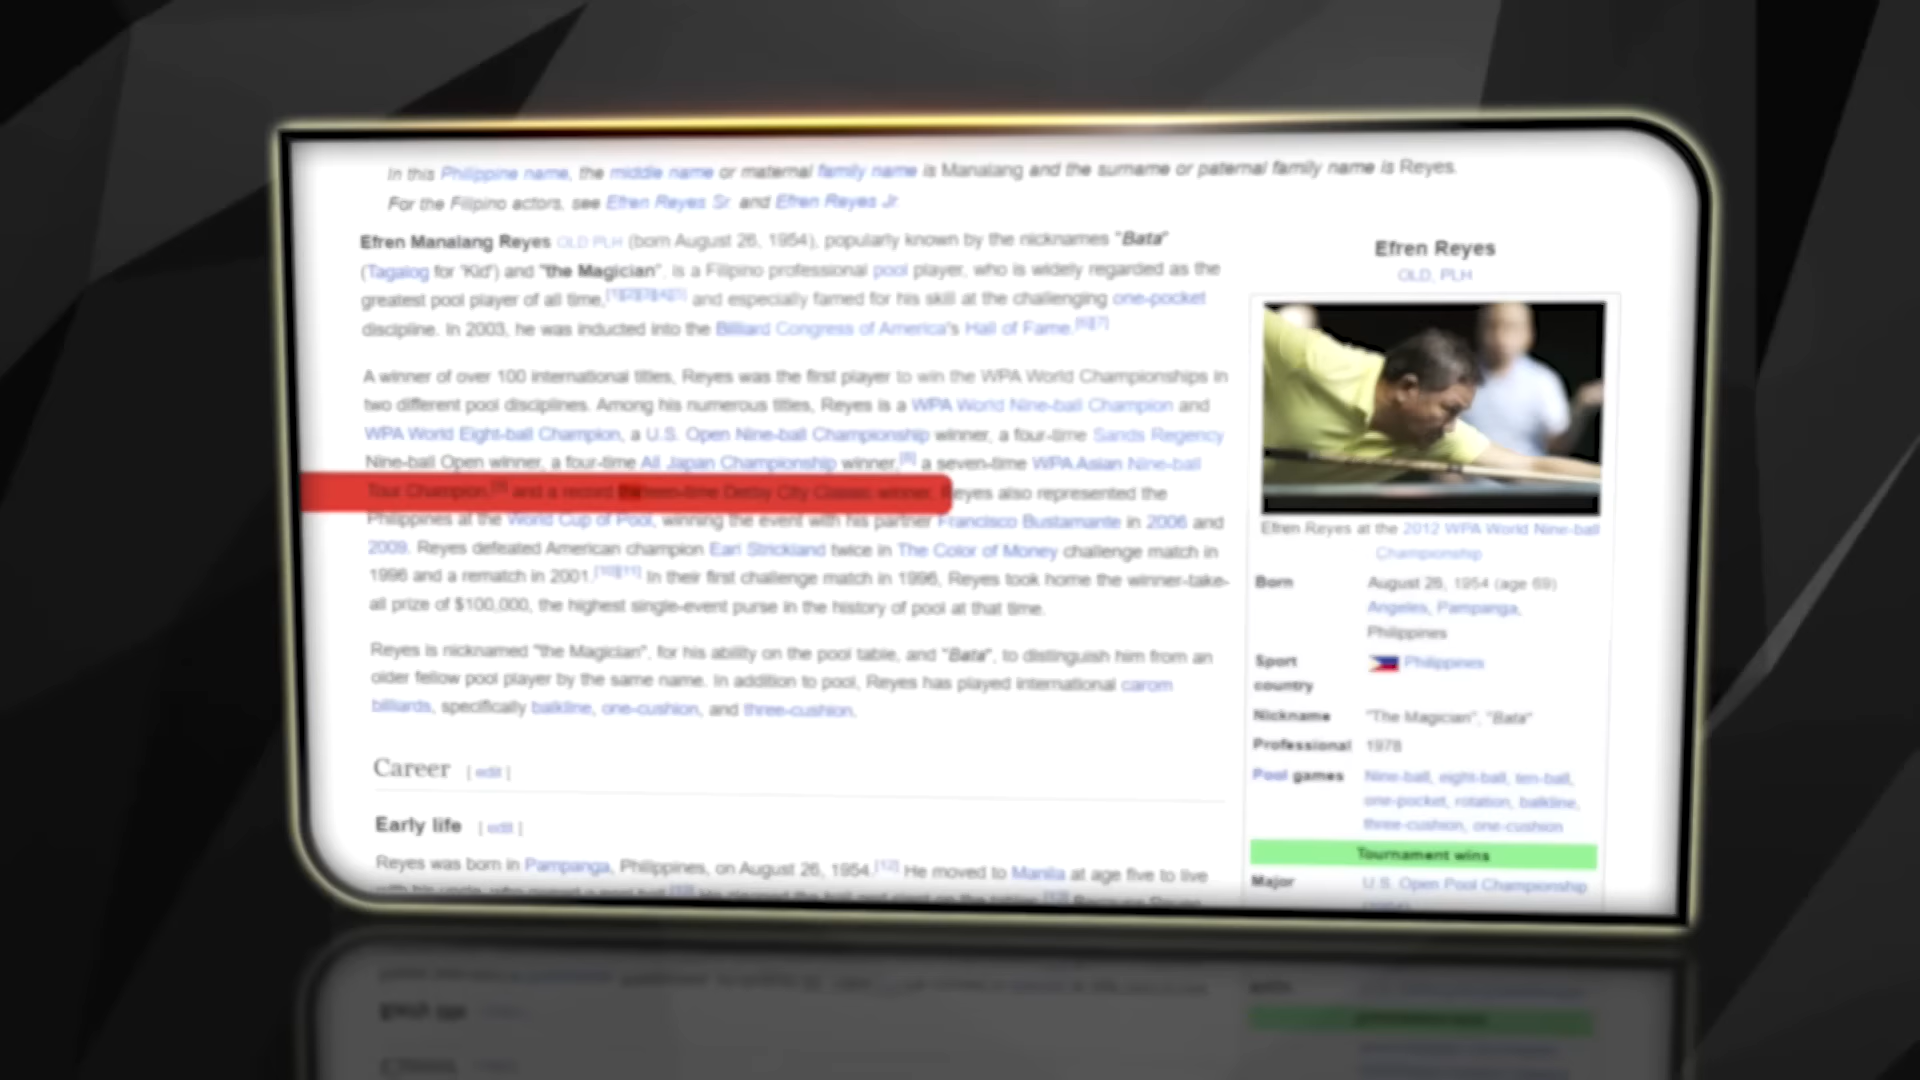 In this Philippine name, the middle name or maternal family name is Manalang and the surname or paternal family name is Reyes.
For the Filipino actors, see Efren Reyes Sr. and Efren Reyes Jr.
Efren Manalang Reyes OLD PLH (born August 26, 1954), popularly known by the nicknames "Bata"
(Tagalog for 'Kid') and "the Magician", is a Filipino professional pool player, who is widely regarded as the
greatest pool player of all time,[1][2][3][4][5] and especially famed for his skill at the challenging one-pocket
discipline. In 2003, he was inducted into the Billiard Congress of America's Hall of Fame.[6][7]
A winner of over 100 international titles, Reyes was the first player to win the WPA World Championships in
two different pool disciplines. Among his numerous titles, Reyes is a WPA World Nine-ball Champion and
WPA World Eight-ball Champion, a U.S. Open Nine-ball Championship winner, a four-time Sands Regency
Nine-ball Open winner, a four-time All Japan Championship winner,[8] a seven-time WPA Asian Nine-ball
Tour Champion,[9] and a record thirteen-time Derby City Classic winner. Reyes also represented the
Philippines at the World Cup of Pool, winning the event with his partner Francisco Bustamante in 2006 and
2009. Reyes defeated American champion Earl Strickland twice in The Color of Money challenge match in
1996 and a rematch in 2001.[10][11] In their first challenge match in 1996, Reyes took home the winner-take-
all prize of $100,000, the highest single-event purse in the history of pool at that time.
Reyes is nicknamed "the Magician", for his ability on the pool table, and "Bata", to distinguish him from an
older fellow pool player by the same name. In addition to pool, Reyes has played international carom
billiards, specifically balkline, one-cushion, and three-cushion.
Career [ edit ]
Early life [ edit ]
Reyes was born in Pampanga, Philippines, on August 26, 1954.[12] He moved to Manila at age five to live
Efren Reyes
OLD, PLH
Efren Reyes at the 2012 WPA World Nine-ball
Championship
Born August 26, 1954 (age 69)
Angeles, Pampanga,
Philippines
Sport country Philippines
Nickname "The Magician", "Bata"
Professional 1978
Pool games Nine-ball, eight-ball, ten-ball,
one-pocket, rotation, balkline,
three-cushion, one-cushion
Tournament wins
Major U.S. Open Pool Championship